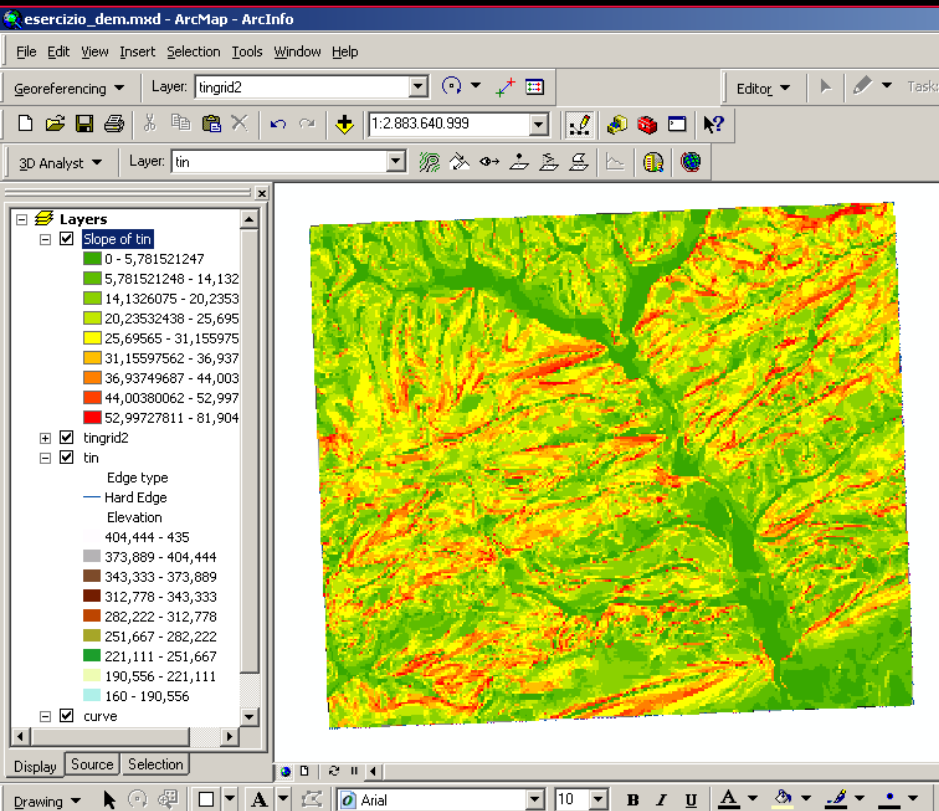 esercizio_dem.mxd - ArcMap - ArcInfo
File Edit View Insert Selection Tools Window Help
Georeferencing Layer: tingrid2 Editor Task:
1:2.883.640.999
3D Analyst Layer: tin
Layers
Slope of tin
0 - 5,781521247
5,781521248 - 14,132
14,1326075 - 20,2353
20,23532438 - 25,695
25,69565 - 31,155975
31,15597562 - 36,937
36,93749687 - 44,003
44,00380062 - 52,997
52,99727811 - 81,904
tingrid2
tin
Edge type
Hard Edge
Elevation
404,444 - 435
373,889 - 404,444
343,333 - 373,889
312,778 - 343,333
282,222 - 312,778
251,667 - 282,222
221,111 - 251,667
190,556 - 221,111
160 - 190,556
curve
Display Source Selection
Drawing A Arial 10 B I U A